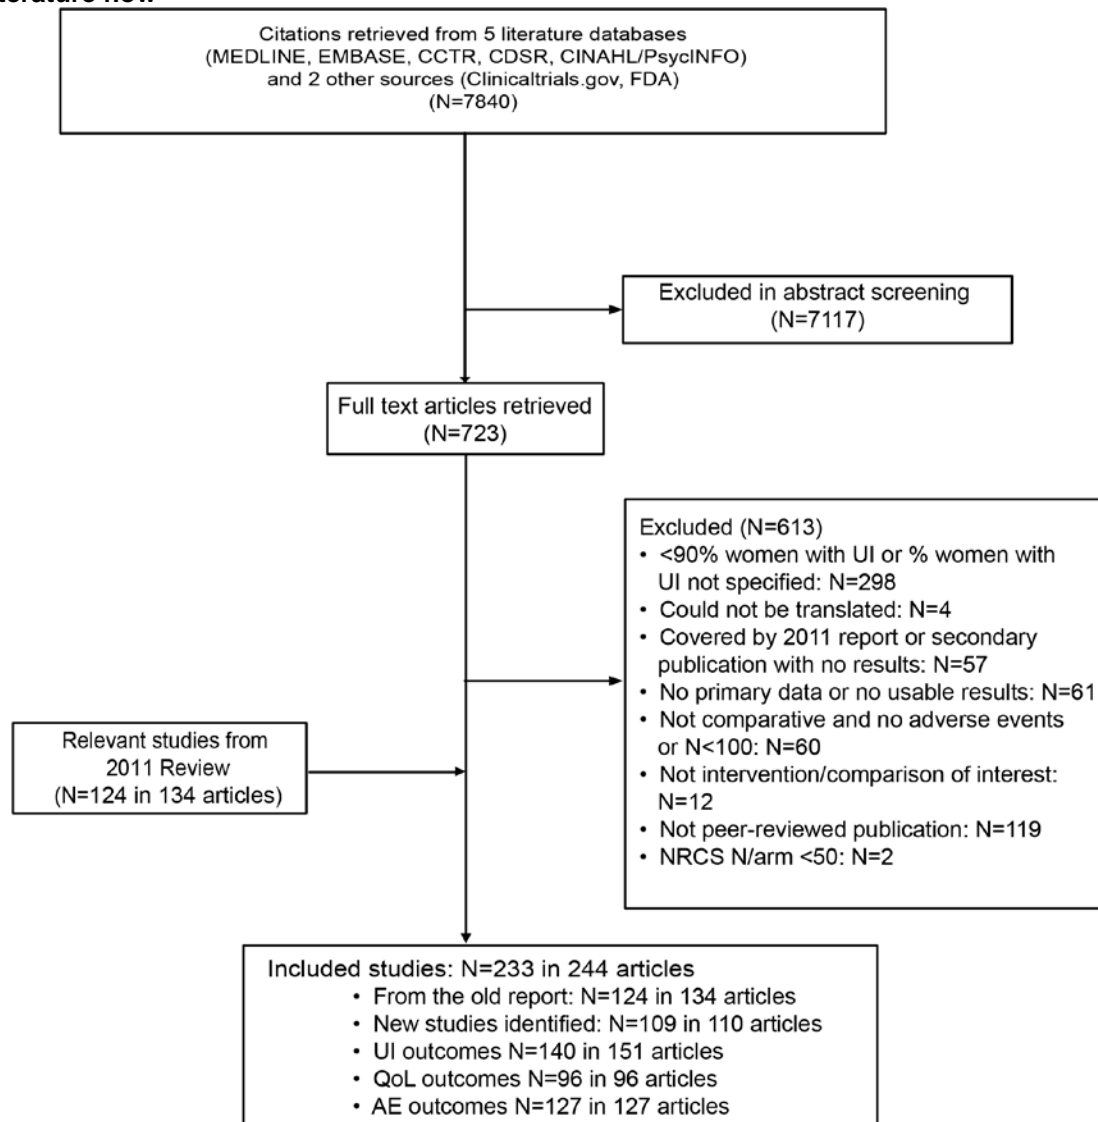 Citations retrieved from 5 literature databases
(MEDLINE, EMBASE, CCTR, CDSR, CINAHL/PsycINFO)
and 2 other sources (Clinicaltrials.gov, FDA)
(N=7840)
Excluded in abstract screening
(N=7117)
Full text articles retrieved
(N=723)
Excluded (N=613)
• <90% women with UI or % women with
UI not specified: N=298
• Could not be translated: N=4
• Covered by 2011 report or secondary
publication with no results: N=57
• No primary data or no usable results: N=61
• Not comparative and no adverse events
or N<100: N=60
• Not intervention/comparison of interest:
N=12
• Not peer-reviewed publication: N=119
• NRCS N/arm <50: N=2
Relevant studies from
2011 Review
(N=124 in 134 articles)
Included studies: N=233 in 244 articles
• From the old report: N=124 in 134 articles
• New studies identified: N=109 in 110 articles
• UI outcomes N=140 in 151 articles
• QoL outcomes N=96 in 96 articles
• AE outcomes N=127 in 127 articles